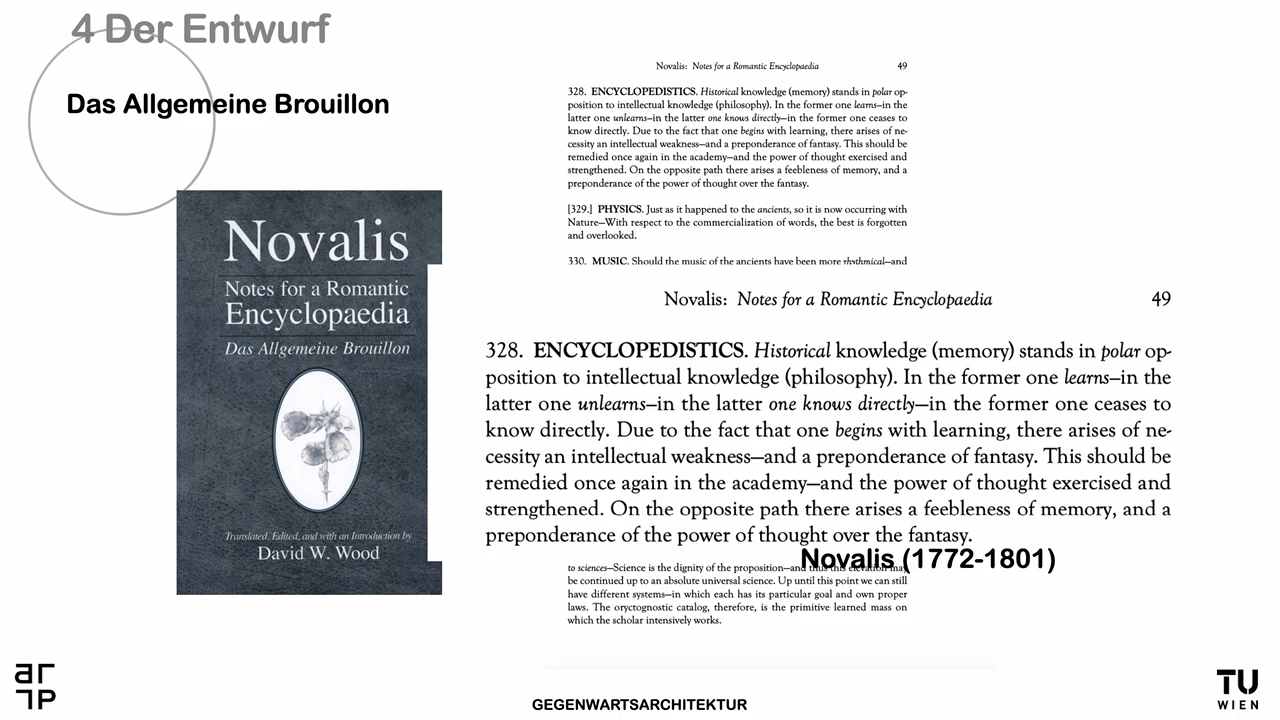 4 Der Entwurf
Das Allgemeine Brouillon
Novalis
Notes for a Romantic
Encyclopaedia
Das Allgemeine Brouillon
Translated, Edited, and with an Introduction by
David W. Wood
Novalis: Notes for a Romantic Encyclopaedia 49
328. ENCYCLOPEDISTICS. Historical knowledge (memory) stands in polar op-
position to intellectual knowledge (philosophy). In the former one learns—in the
latter one unlearns—in the latter one knows directly—in the former one ceases to
know directly. Due to the fact that one begins with learning, there arises of ne-
cessity an intellectual weakness—and a preponderance of fantasy. This should be
remedied once again in the academy—and the power of thought exercised and
strengthened. On the opposite path there arises a feebleness of memory, and a
preponderance of the power of thought over the fantasy.
[329.] PHYSICS. Just as it happened to the ancients, so it is now occurring with
Nature—With respect to the commercialization of words, the best is forgotten
and overlooked.
330. MUSIC. Should the music of the ancients have been more rhythmical—and
Novalis: Notes for a Romantic Encyclopaedia 49
328. ENCYCLOPEDISTICS. Historical knowledge (memory) stands in polar op-
position to intellectual knowledge (philosophy). In the former one learns—in the
latter one unlearns—in the latter one knows directly—in the former one ceases to
know directly. Due to the fact that one begins with learning, there arises of ne-
cessity an intellectual weakness—and a preponderance of fantasy. This should be
remedied once again in the academy—and the power of thought exercised and
strengthened. On the opposite path there arises a feebleness of memory, and a
preponderance of the power of thought over the fantasy.
Novalis (1772-1801)
to sciences—Science is the dignity of the proposition—and thus this elevation may
be continued up to an absolute universal science. Up until this point we can still
have different systems—in which each has its particular goal and own proper
laws. The oryctognostic catalog, therefore, is the primitive learned mass on
which the scholar intensively works.
GEGENWARTSARCHITEKTUR
TU
WIEN